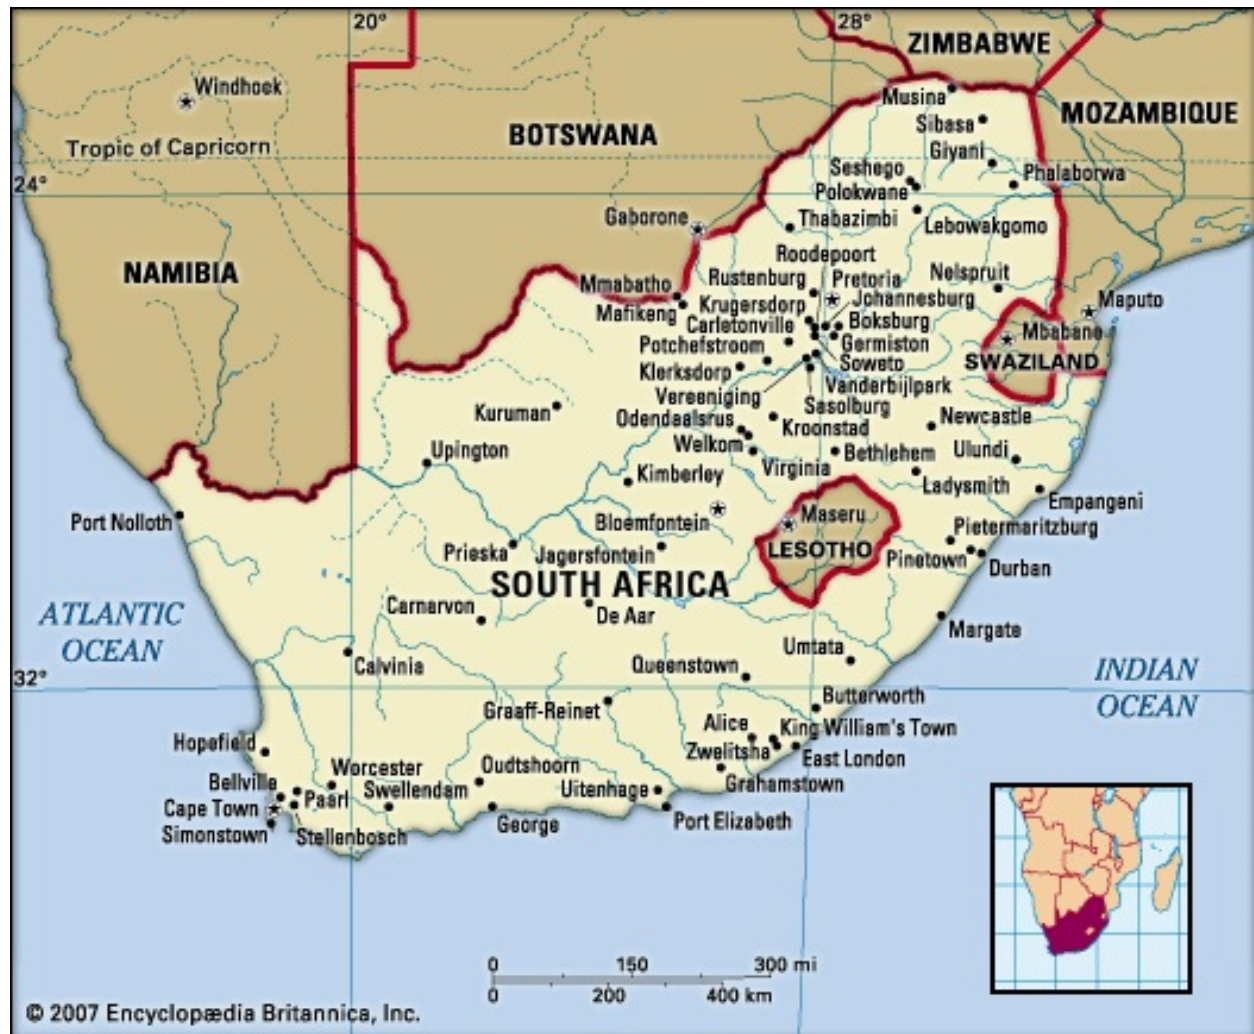 20°
28°
ZIMBABWE
Windhoek
Musina
MOZAMBIQUE
BOTSWANA
Sibasa
Tropic of Capricorn
Giyani
Seshego
Phalaborwa
24°
Polokwane
Gaborone
Thabazimbi
Lebowakgomo
Roodepoort
NAMIBIA
Rustenburg
Pretoria
Nelspruit
Mmabatho
Krugersdorp
Johannesburg
Maputo
Mafikeng
Carletonville
Boksburg
Mbabane
Potchefstroom
Germiston
SWAZILAND
Klerksdorp
Soweto
Vereeniging
Vanderbijlpark
Kuruman
Odendaalsrus
Sasolburg
Newcastle
Kroonstad
Upington
Welkom
Bethlehem
Ulundi
Virginia
Kimberley
Ladysmith
Empangeni
Port Nolloth
Bloemfontein
Maseru
Pietermaritzburg
Prieska
Jagersfontein
LESOTHO
Pinetown
Durban
SOUTH AFRICA
ATLANTIC
OCEAN
Carnarvon
De Aar
Margate
Calvinia
Queenstown
Umtata
INDIAN
OCEAN
32°
Butterworth
Graaff-Reinet
Alice
King William's Town
Hopefield
Zwelitsha
East London
Worcester
Oudtshoorn
Bellville
Swellendam
Uitenhage
Grahamstown
Cape Town
Paarl
Simonstown
Stellenbosch
George
Port Elizabeth
0 150 300 mi
0 200 400 km
© 2007 Encyclopædia Britannica, Inc.